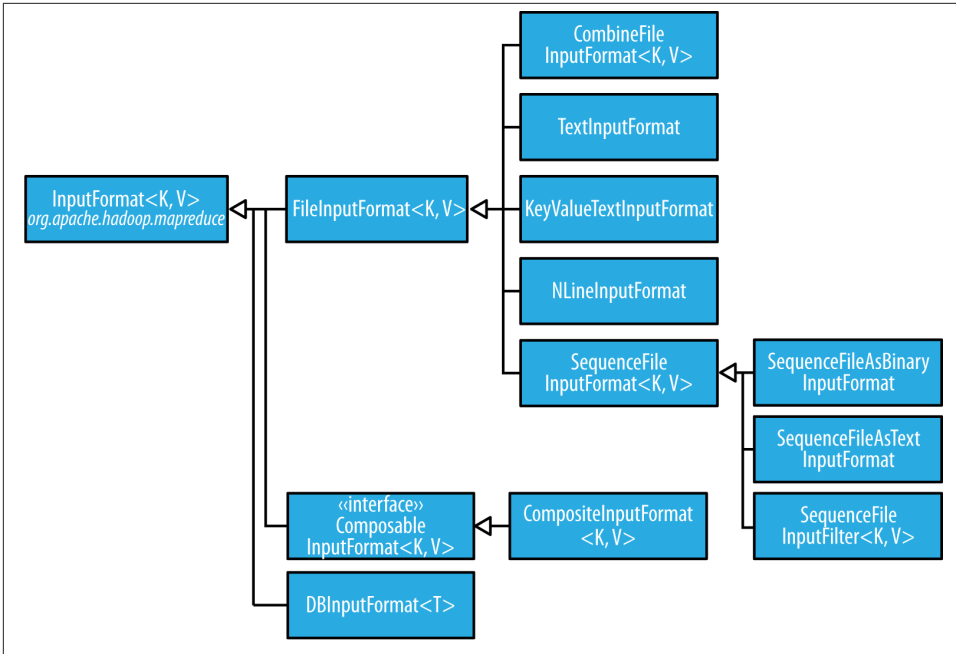 CombineFile
InputFormat<K, V>
TextInputFormat
InputFormat<K, V>
org.apache.hadoop.mapreduce
FileInputFormat<K, V>
KeyValueTextInputFormat
NLineInputFormat
SequenceFile
InputFormat<K, V>
SequenceFileAsBinary
InputFormat
SequenceFileAsText
InputFormat
«interface»
Composable
InputFormat<K, V>
CompositeInputFormat
<K, V>
SequenceFile
InputFilter<K, V>
DBInputFormat<T>